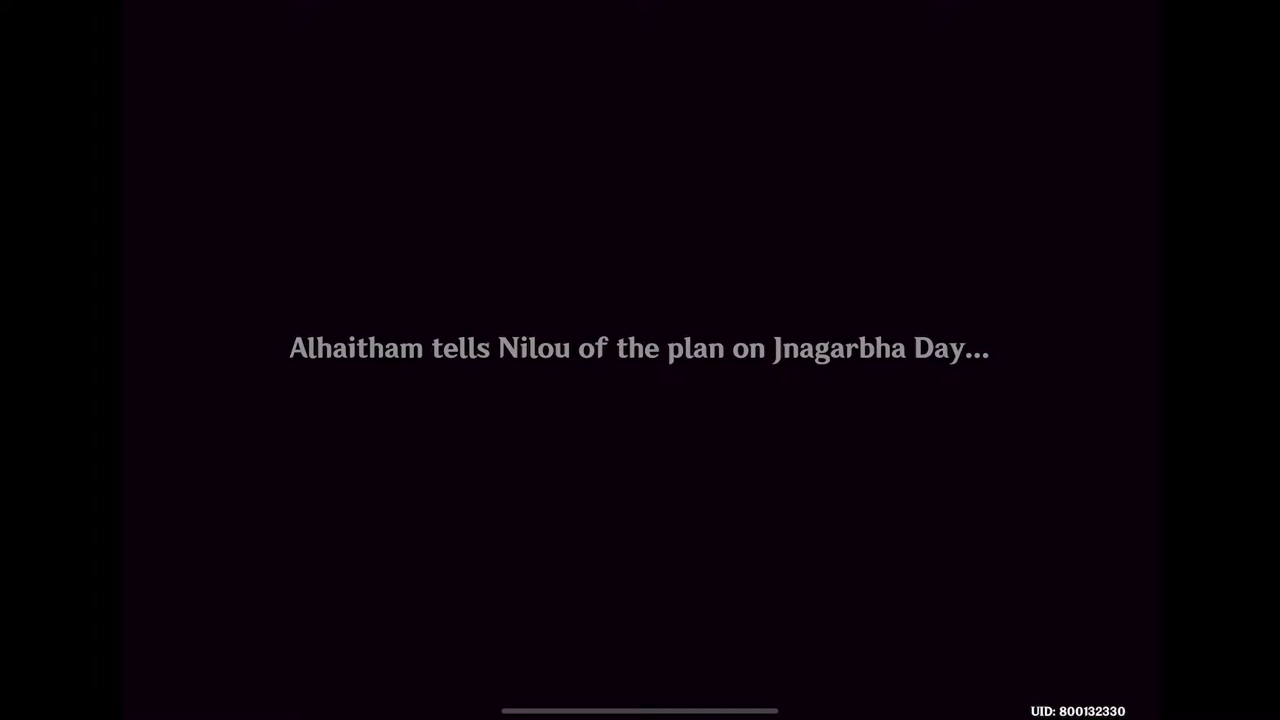 Alhaitham tells Nilou of the plan on Jnagarbha Day...
UID: 800132330